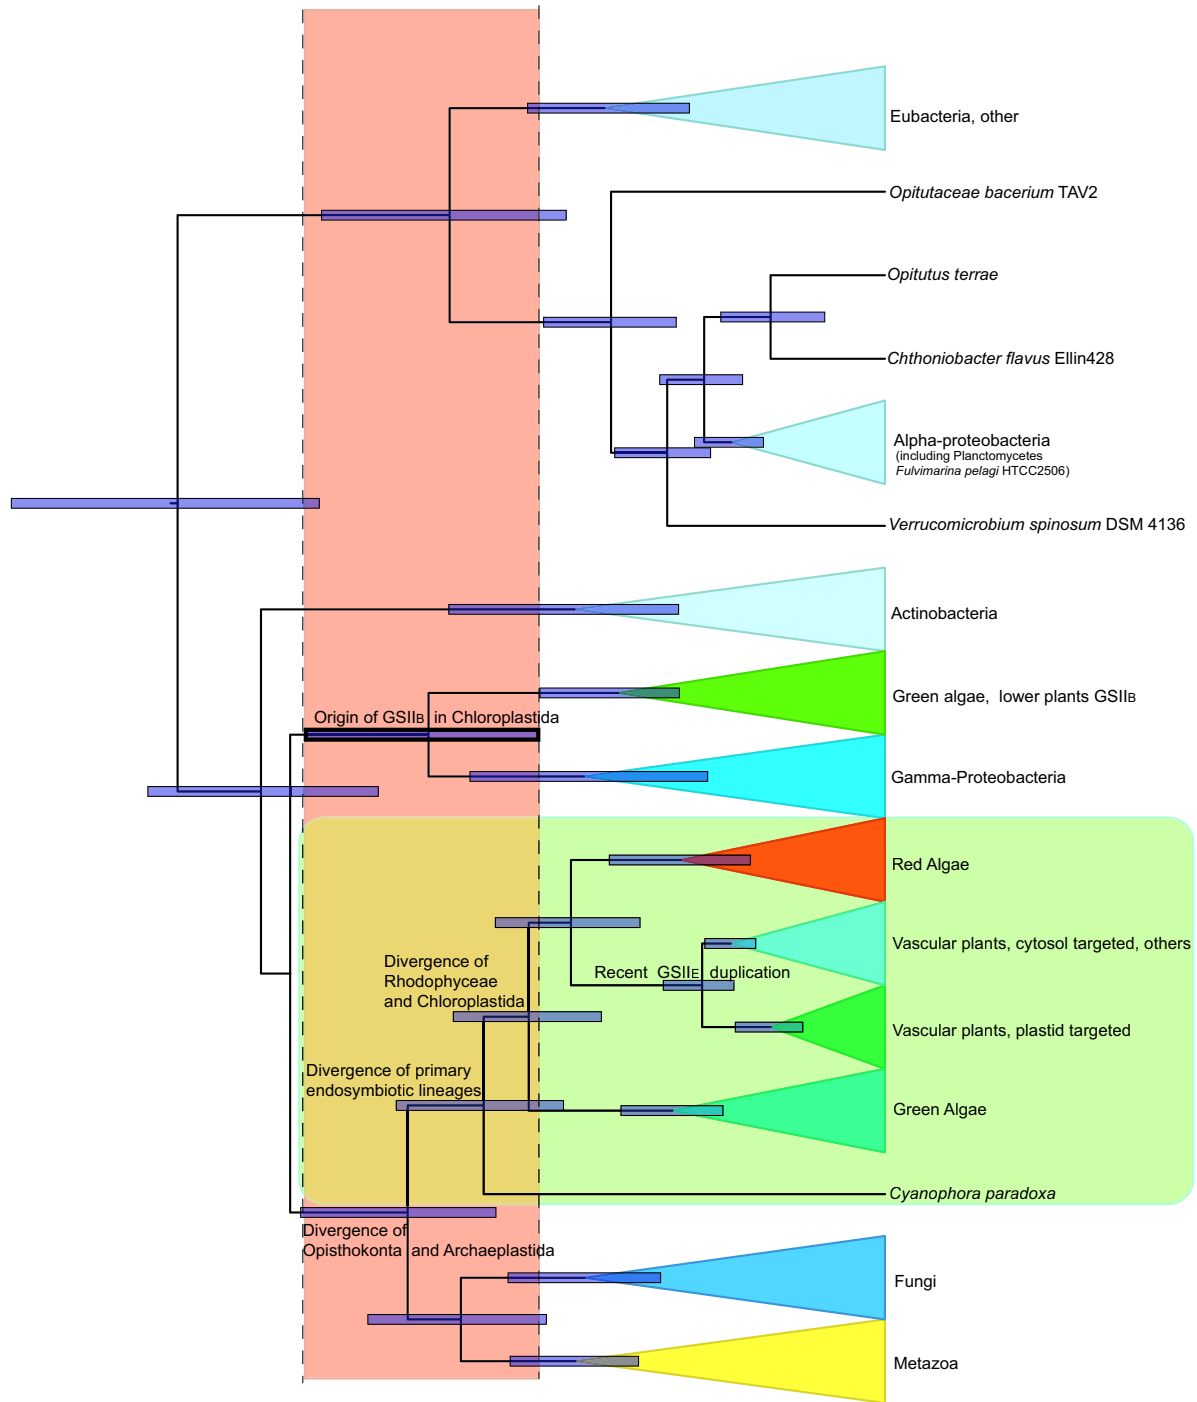 Eubacteria, other
Opitutaceae bacerium TAV2
Opitutus terrae
Chthoniobacter flavus Ellin428
Alpha-proteobacteria
(including Planctomycetes
Fulvimarina pelagi HTCC2506)
Verrucomicrobium spinosum DSM 4136
Actinobacteria
Green algae, lower plants GSIIB
Origin of GSIIB in Chloroplastida
Gamma-Proteobacteria
Red Algae
Vascular plants, cytosol targeted, others
Divergence of
Rhodophyceae
and Chloroplastida
Recent GSIIE duplication
Vascular plants, plastid targeted
Divergence of primary
endosymbiotic lineages
Green Algae
Cyanophora paradoxa
Divergence of
Opisthokonta and Archaeplastida
Fungi
Metazoa